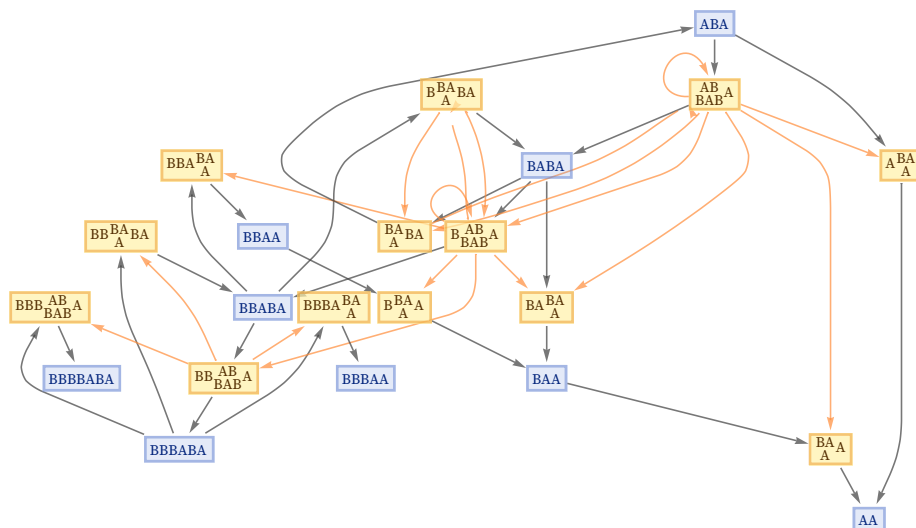 ABA
AB
BAB A
B BA BA
A
A BA
A
BBA BA
A
BABA
BA BA
A
B AB A
BAB
BB BA BA
A
BBAA
BBB AB A
BAB
BBABA
BBBA BA
A
B BA A
A
BA BA
A
BBBBABA
BB AB A
BAB
BBBAA
BAA
BBBABA
BA A
A
AA